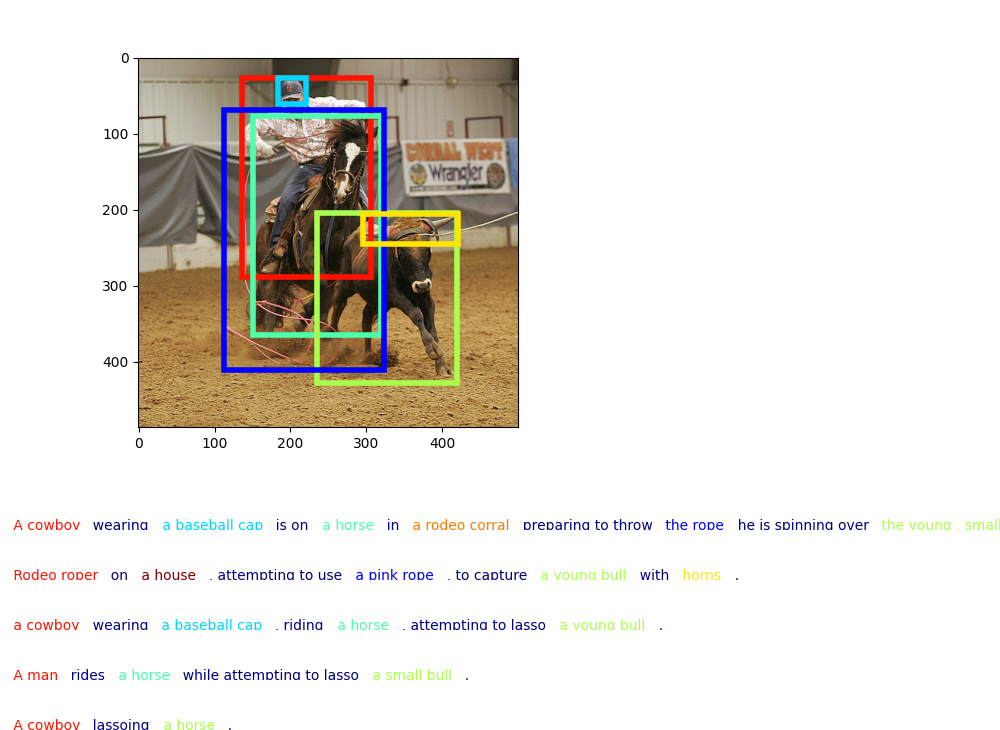 0
100
200
300
400
CORRAL WEST
Wrangler
0 100 200 300 400
A cowboy wearing a baseball cap is on a horse in a rodeo corral preparing to throw the rope he is spinning over the young , small
Rodeo roper on a house , attempting to use a pink rope , to capture a young bull with horns .
a cowboy wearing a baseball cap , riding a horse , attempting to lasso a young bull .
A man rides a horse while attempting to lasso a small bull .
A cowboy lassoing a horse .